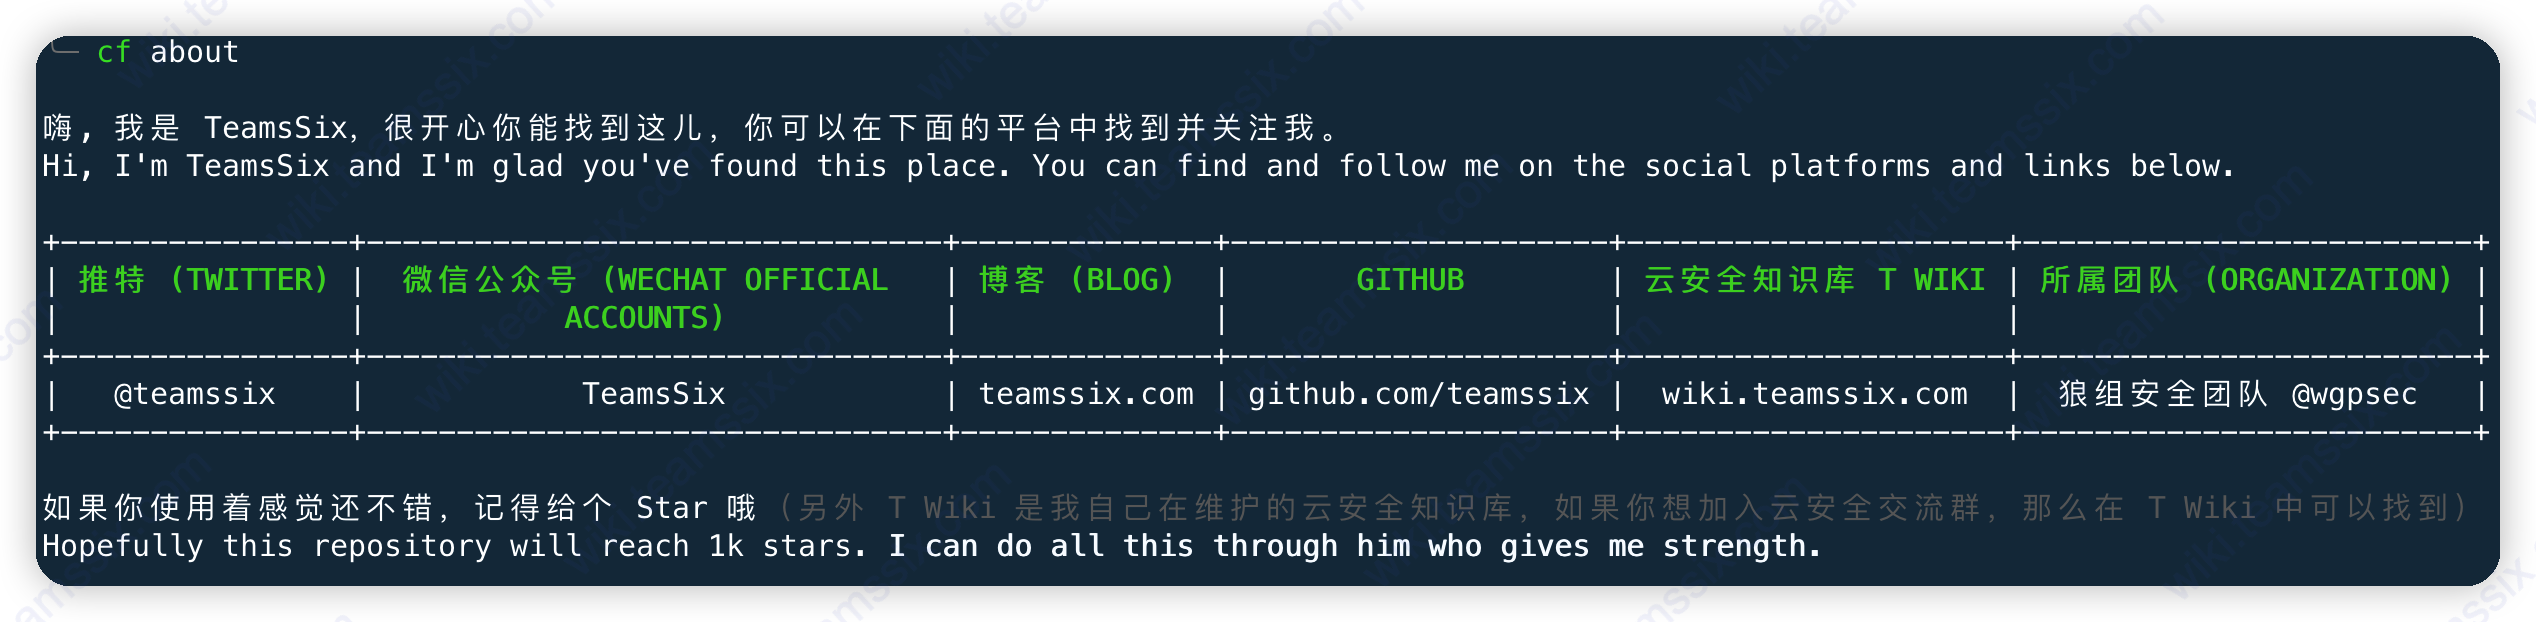 cf about
嗨, 我是 TeamsSix, 很开心你能找到这儿, 你可以在下面的平台中找到并关注我。
Hi, I'm TeamsSix and I'm glad you've found this place. You can find and follow me on the social platforms and links below.
推特 (TWITTER) | 微信公众号 (WECHAT OFFICIAL | 博客 (BLOG) | GITHUB | 云安全知识库 T WIKI | 所属团队 (ORGANIZATION)
ACCOUNTS)
@teamssix | TeamsSix | teamssix.com | github.com/teamssix | wiki.teamssix.com | 狼组安全团队 @wgpsec
如果你使用着感觉还不错, 记得给个 Star 哦 (另外 T Wiki 是我自己在维护的云安全知识库, 如果你想加入云安全交流群, 那么在 T Wiki 中可以找到)
Hopefully this repository will reach 1k stars. I can do all this through him who gives me strength.
wiki.teamssix.com